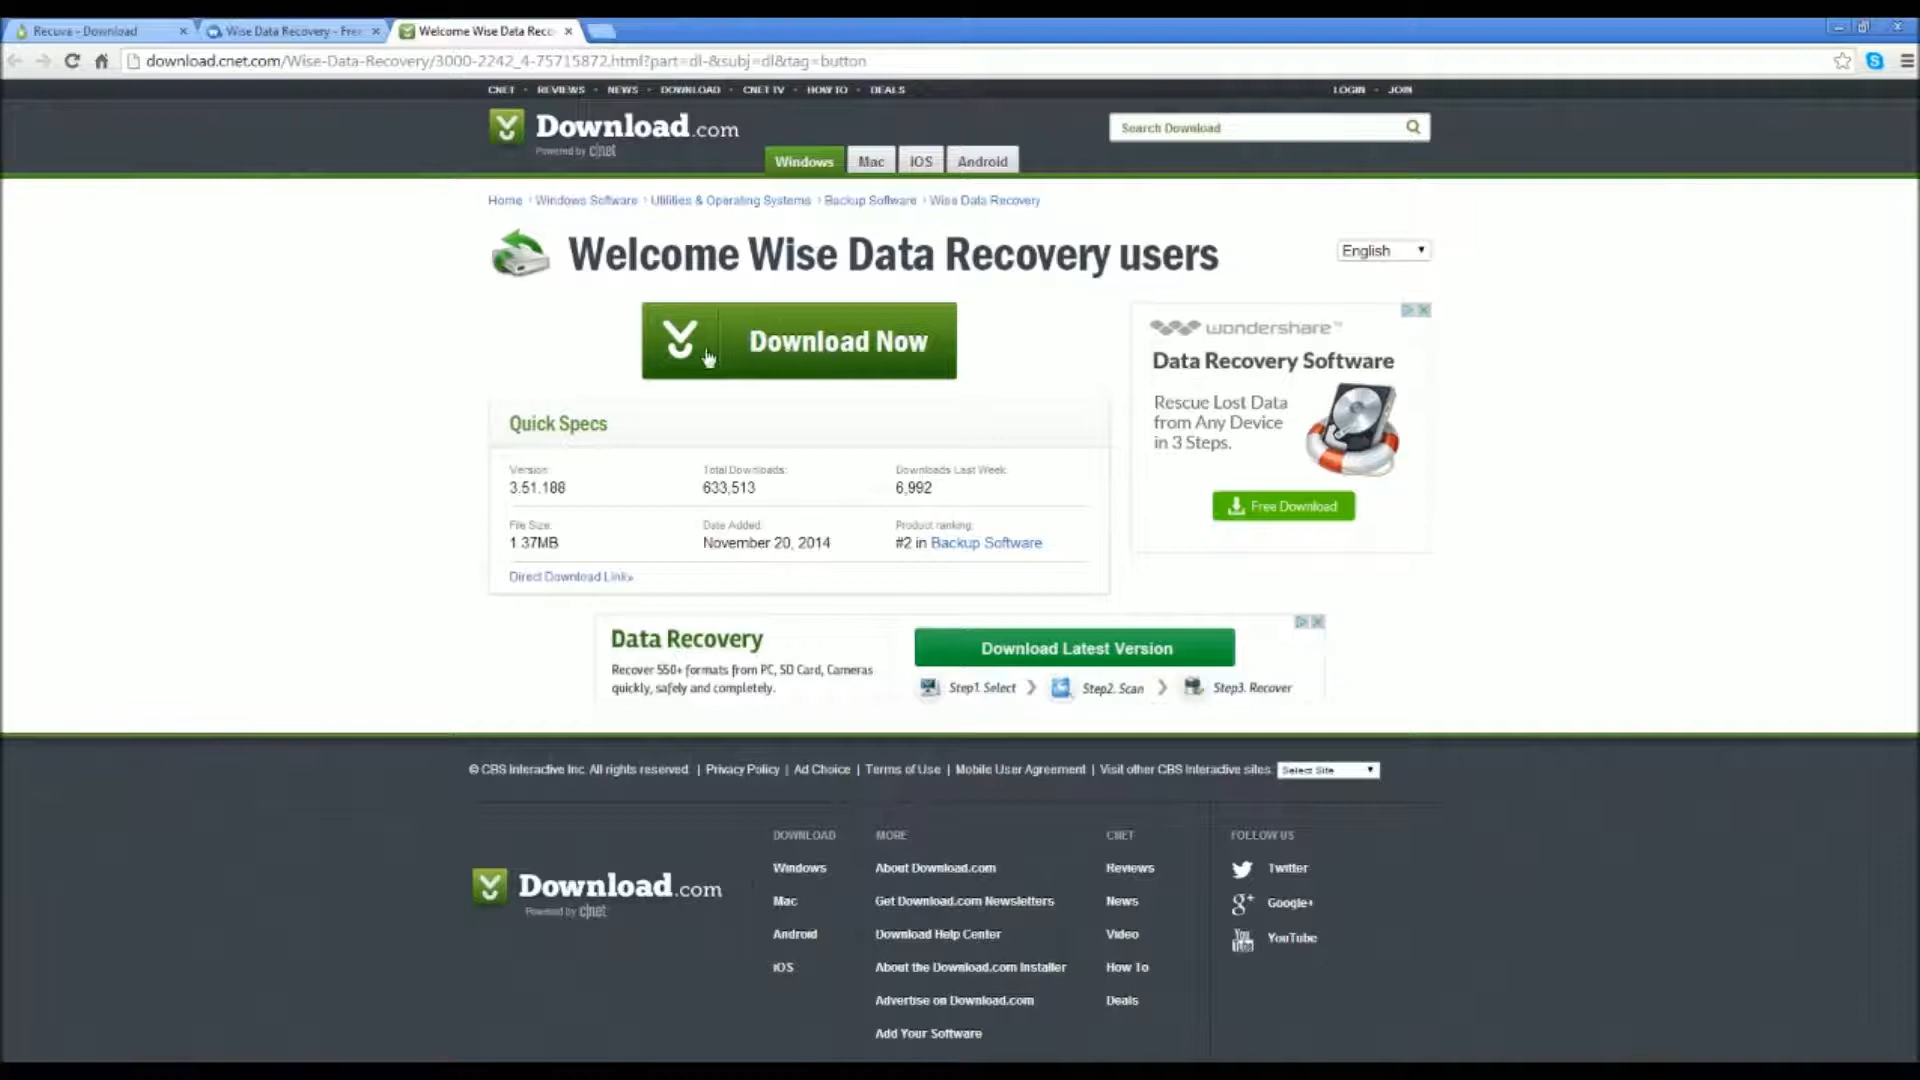 Recuva - Download
Wise Data Recovery - Free
Welcome Wise Data Reco
download.cnet.com/Wise-Data-Recovery/3000-2242_4-75715872.html?part=dl-&subj=dl&tag=button
CNET REVIEWS NEWS DOWNLOAD CNET TV HOW TO DEALS
LOGIN JOIN
Download.com
Powered by c|net
Search Download
Windows Mac iOS Android
Home › Windows Software › Utilities & Operating Systems › Backup Software › Wise Data Recovery
Welcome Wise Data Recovery users
English
Download Now
wondershare™
Data Recovery Software
Rescue Lost Data
from Any Device
in 3 Steps.
Free Download
Quick Specs
Version: Total Downloads: Downloads Last Week:
3.51.188 633,513 6,992
File Size: Date Added: Product ranking:
1.37MB November 20, 2014 #2 in Backup Software
Direct Download Link»
Data Recovery
Recover 550+ formats from PC, SD Card, Cameras
quickly, safely and completely.
Download Latest Version
Step1. Select Step2. Scan Step3. Recover
© CBS Interactive Inc. All rights reserved. | Privacy Policy | Ad Choice | Terms of Use | Mobile User Agreement | Visit other CBS Interactive sites: Select Site
Download.com
Powered by c|net
DOWNLOAD
Windows
Mac
Android
iOS
MORE
About Download.com
Get Download.com Newsletters
Download Help Center
About the Download.com Installer
Advertise on Download.com
Add Your Software
CNET
Reviews
News
Video
How To
Deals
FOLLOW US
Twitter
Google+
YouTube